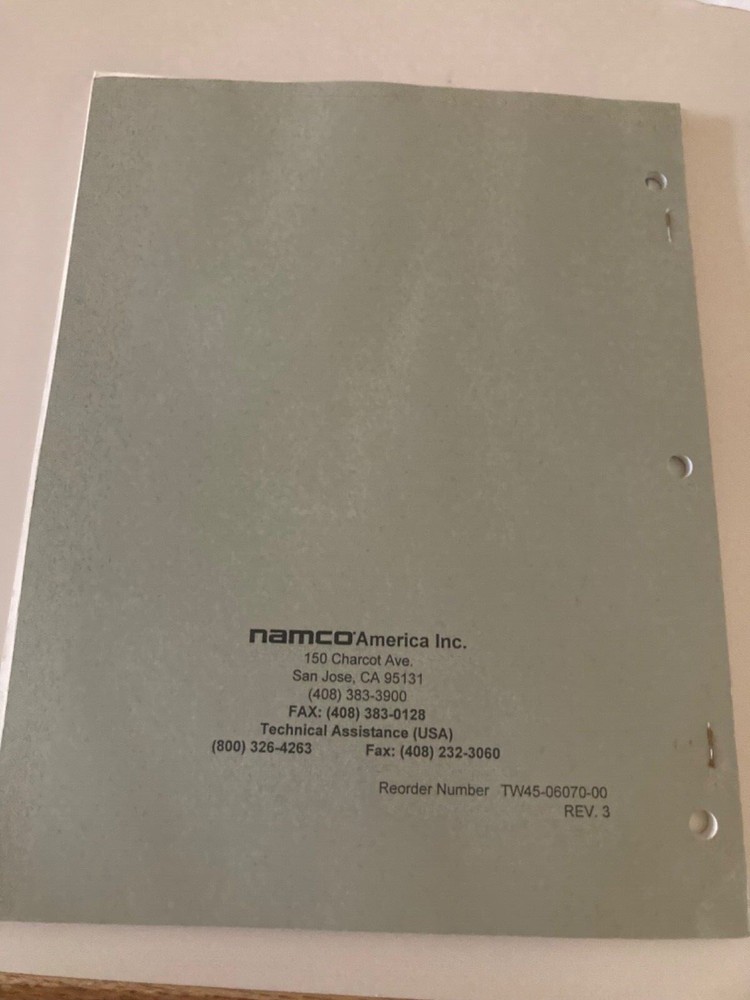 namco America Inc.
150 Charcot Ave.
San Jose, CA 95131
(408) 383-3900
FAX: (408) 383-0128
Technical Assistance (USA)
(800) 326-4263 Fax: (408) 232-3060
Reorder Number TW45-06070-00
REV. 3